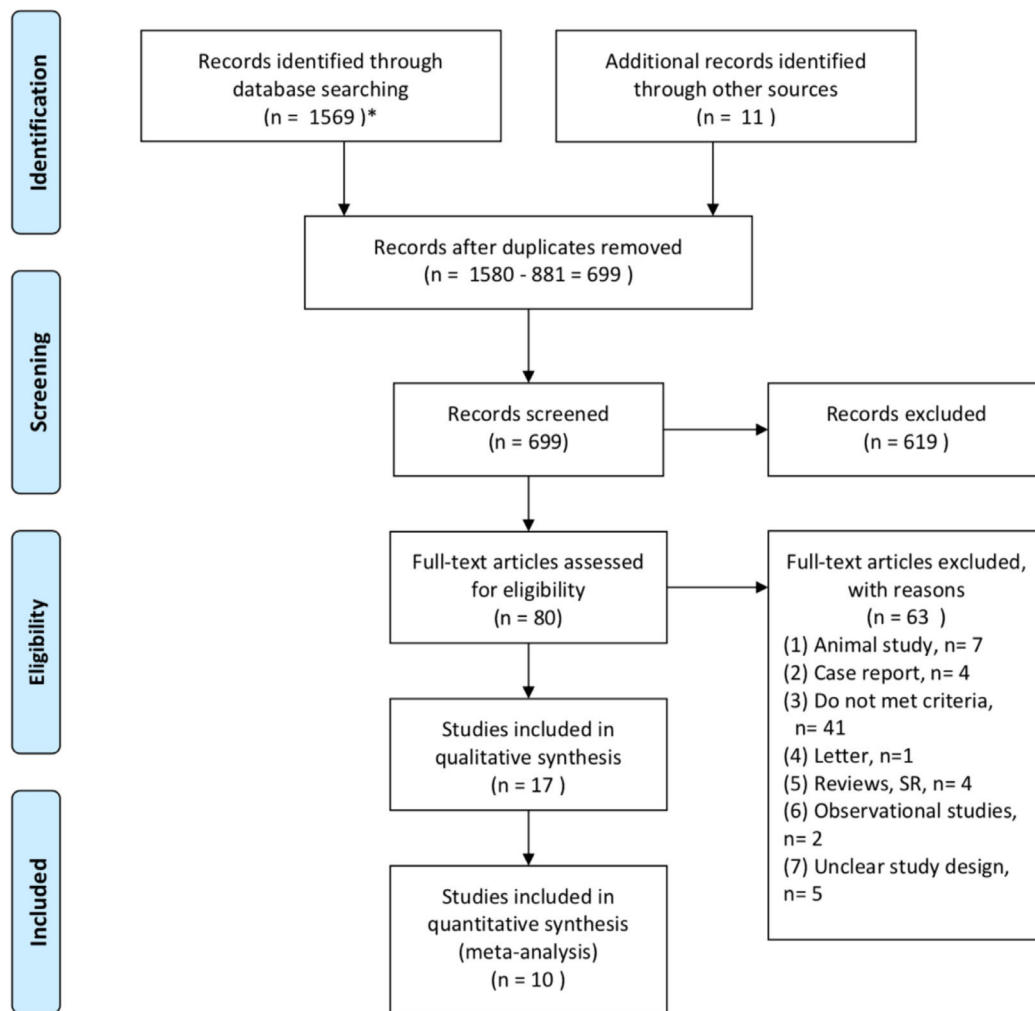 Identification
Records identified through
database searching
(n = 1569 )*
Additional records identified
through other sources
(n = 11 )
Records after duplicates removed
(n = 1580 - 881 = 699 )
Screening
Records screened
(n = 699)
Records excluded
(n = 619 )
Eligibility
Full-text articles assessed
for eligibility
(n = 80)
Full-text articles excluded,
with reasons
(n = 63 )
(1) Animal study, n= 7
(2) Case report, n= 4
(3) Do not met criteria,
n= 41
(4) Letter, n=1
(5) Reviews, SR, n= 4
(6) Observational studies,
n= 2
(7) Unclear study design,
n= 5
Studies included in
qualitative synthesis
(n = 17 )
Included
Studies included in
quantitative synthesis
(meta-analysis)
(n = 10 )